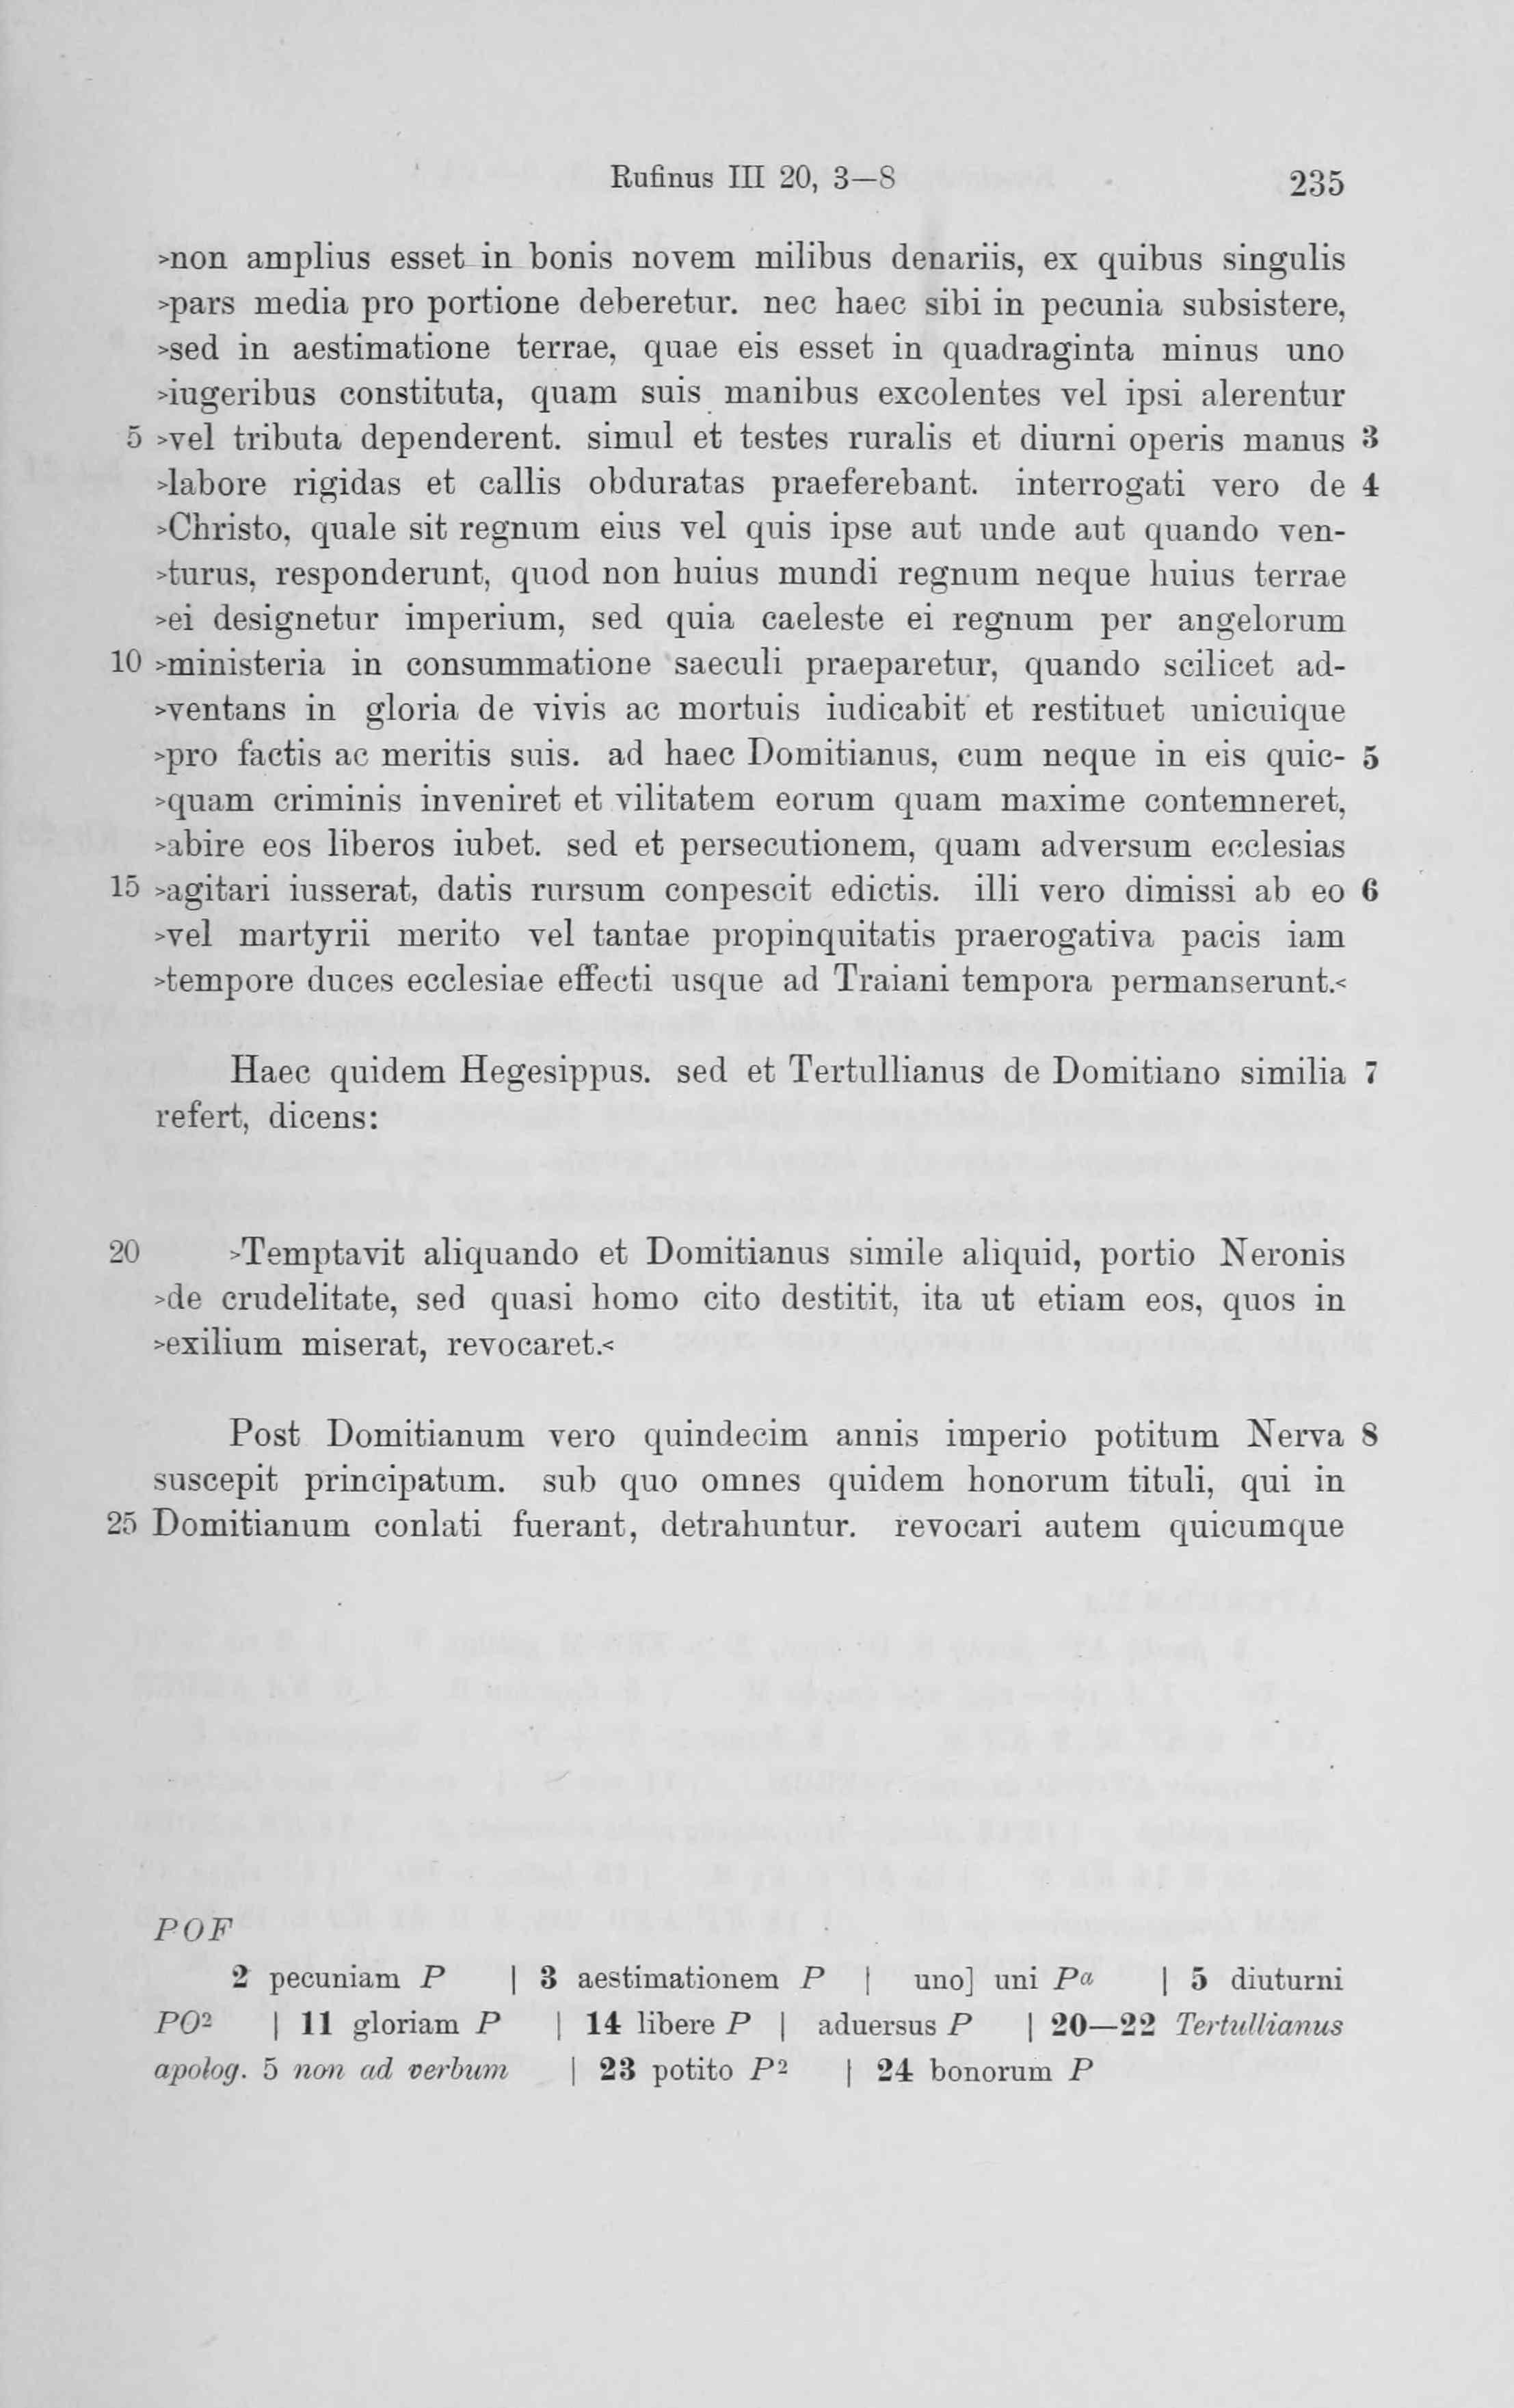 Rufinus III 20, 3—8 235
>non amplius esset in bonis novem milibus denariis, ex quibus singulis
>pars media pro portione deberetur. nec haec sibi in pecunia subsistere,
>sed in aestimatione terrae, quae eis esset in quadraginta minus uno
>iugeribus constituta, quam suis manibus excolentes vel ipsi alerentur
5 >vel tributa dependerent. simul et testes ruralis et diurni operis manus 3
>labore rigidas et callis obduratas praeferebant. interrogati vero de 4
>Christo, quale sit regnum eius vel quis ipse aut unde aut quando ven-
>turus, responderunt, quod non huius mundi regnum neque huius terrae
>ei designetur imperium, sed quia caeleste ei regnum per angelorum
10 >ministeria in consummatione saeculi praeparetur, quando scilicet ad-
>ventans in gloria de vivis ac mortuis iudicabit et restituet unicuique
>pro factis ac meritis suis. ad haec Domitianus, cum neque in eis quic- 5
>quam criminis inveniret et vilitatem eorum quam maxime contemneret,
>abire eos liberos iubet. sed et persecutionem, quam adversum ecclesias
15 >agitari iusserat, datis rursum conpescit edictis. illi vero dimissi ab eo 6
>vel martyrii merito vel tantae propinquitatis praerogativa pacis iam
>tempore duces ecclesiae effecti usque ad Traiani tempora permanserunt.<
Haec quidem Hegesippus. sed et Tertullianus de Domitiano similia 7
refert, dicens:
20 >Temptavit aliquando et Domitianus simile aliquid, portio Neronis
>de crudelitate, sed quasi homo cito destitit, ita ut etiam eos, quos in
>exilium miserat, revocaret.<
Post Domitianum vero quindecim annis imperio potitum Nerva 8
suscepit principatum. sub quo omnes quidem honorum tituli, qui in
25 Domitianum conlati fuerant, detrahuntur. revocari autem quicumque
POF
2 pecuniam P | 3 aestimationem P | uno] uni Pa | 5 diuturni
PO2 | 11 gloriam P | 14 libere P | aduersus P | 20—22 Tertullianus
apolog. 5 non ad verbum | 23 potito P2 | 24 bonorum P